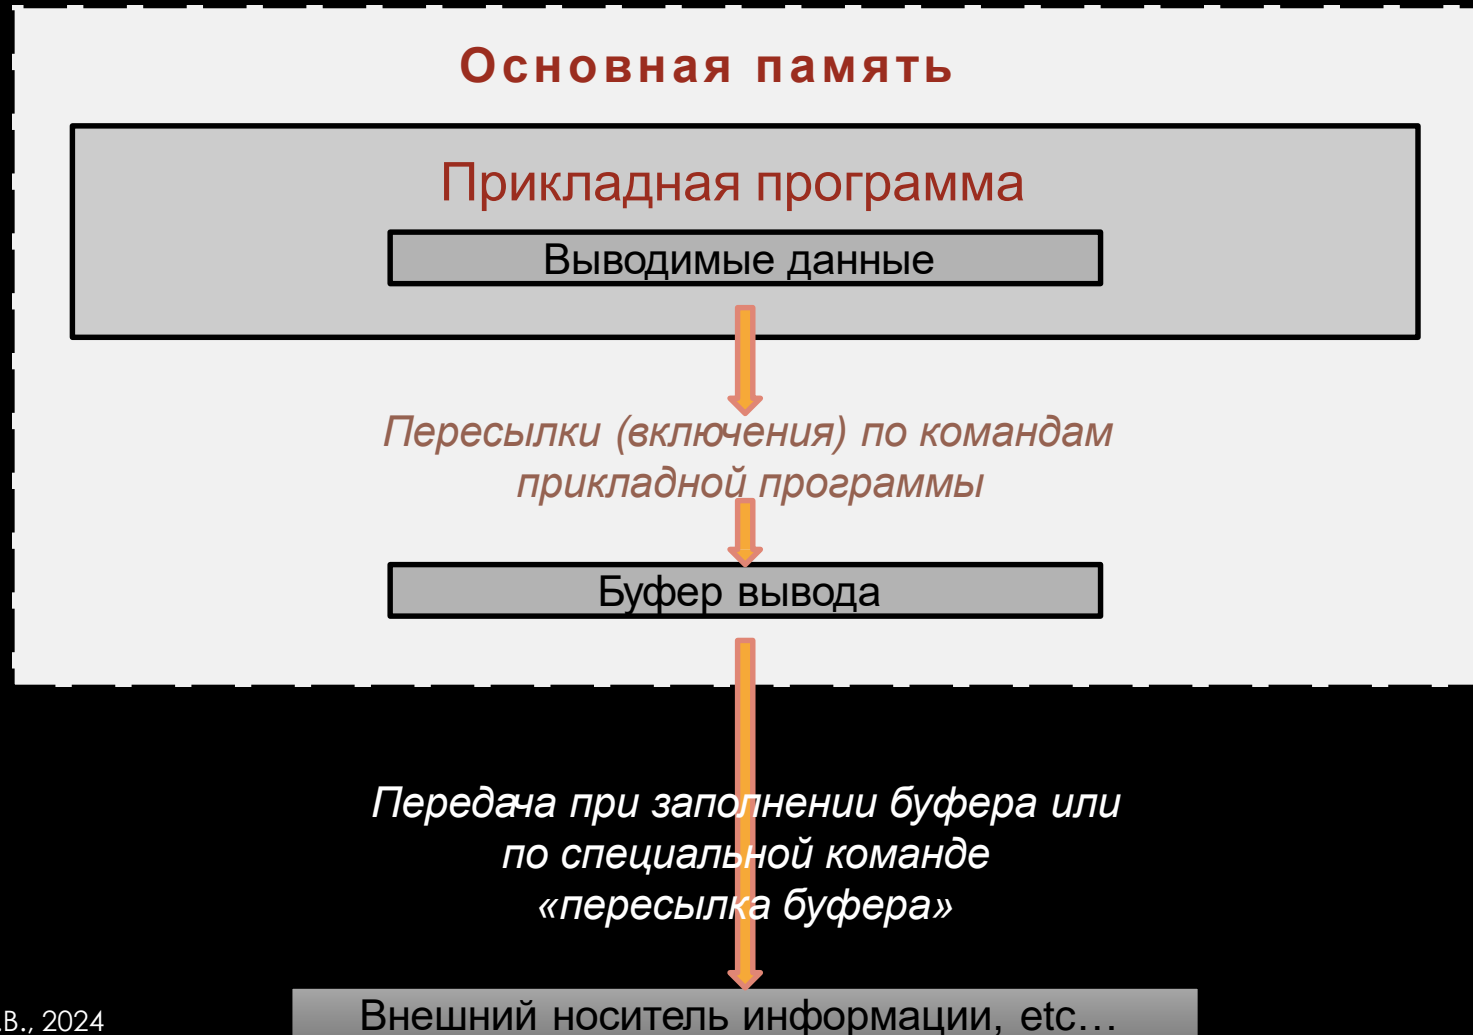 Основная память
Прикладная программа
Выводимые данные
Пересылки (включения) по командам
прикладной программы
Буфер вывода
Передача при заполнении буфера или
по специальной команде
«пересылка буфера»
Внешний носитель информации, etc...
.В., 2024